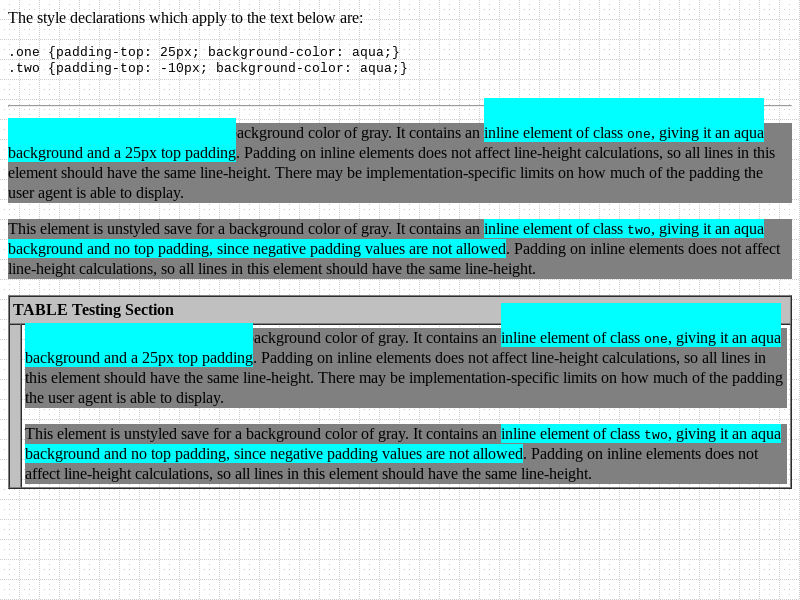 The style declarations which apply to the text below are:
.one {padding-top: 25px; background-color: aqua;}
.two {padding-top: -10px; background-color: aqua;}
ackground color of gray. It contains an inline element of class one, giving it an aqua
background and a 25px top padding. Padding on inline elements does not affect line-height calculations, so all lines in this
element should have the same line-height. There may be implementation-specific limits on how much of the padding the
user agent is able to display.
This element is unstyled save for a background color of gray. It contains an inline element of class two, giving it an aqua
background and no top padding, since negative padding values are not allowed. Padding on inline elements does not affect
line-height calculations, so all lines in this element should have the same line-height.
TABLE Testing Section
ackground color of gray. It contains an inline element of class one, giving it an aqua
background and a 25px top padding. Padding on inline elements does not affect line-height calculations, so all lines in
this element should have the same line-height. There may be implementation-specific limits on how much of the padding
the user agent is able to display.
This element is unstyled save for a background color of gray. It contains an inline element of class two, giving it an aqua
background and no top padding, since negative padding values are not allowed. Padding on inline elements does not
affect line-height calculations, so all lines in this element should have the same line-height.